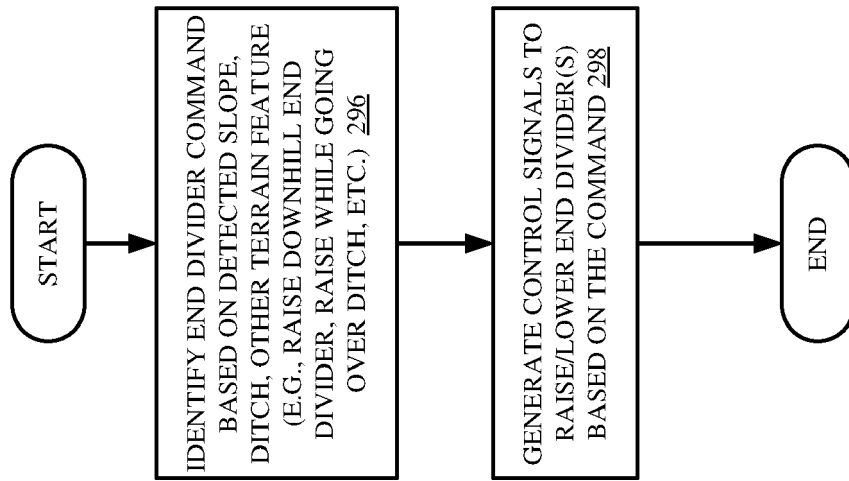 START
IDENTIFY END DIVIDER COMMAND
BASED ON DETECTED SLOPE,
DITCH, OTHER TERRAIN FEATURE
(E.G., RAISE DOWNHILL END
DIVIDER, RAISE WHILE GOING
OVER DITCH, ETC.) 296
GENERATE CONTROL SIGNALS TO
RAISE/LOWER END DIVIDER(S)
BASED ON THE COMMAND 298
END